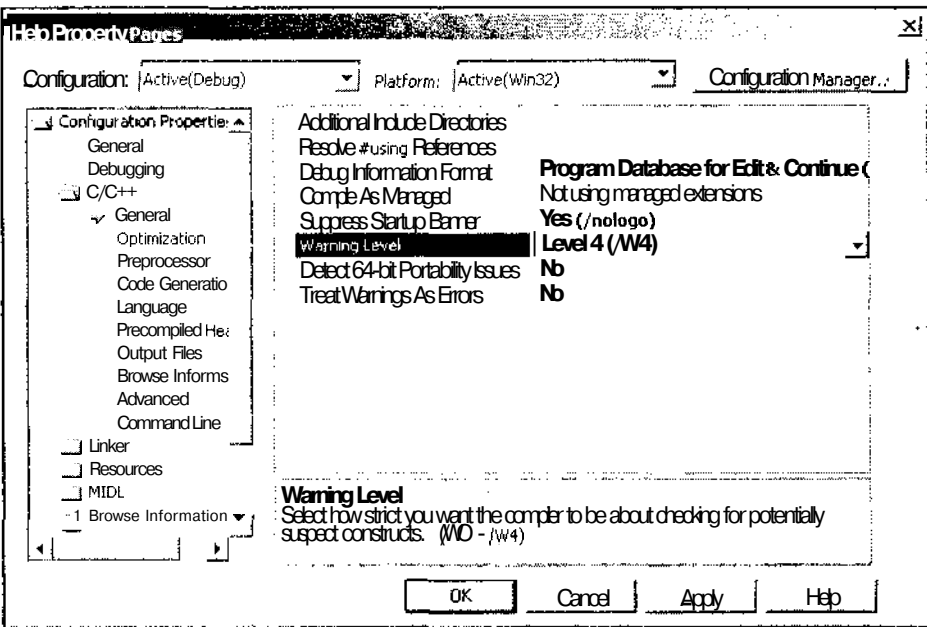 Help Property Pages
Configuration: Active(Debug) Platform: Active(Win32) Configuration Manager..
Configuration Propertie
General
Debugging
C/C++
General
Optimization
Preprocessor
Code Generatio
Language
Precompiled Hea
Output Files
Browse Informa
Advanced
Command Line
Linker
Resources
MIDL
Browse Information
Additional Include Directories
Resolve #using References
Debug Information Format Program Database for Edit & Continue (
Compile As Managed Not using managed extensions
Suppress Startup Banner Yes (/nologo)
Warning Level Level 4 (/W4)
Detect 64-bit Portability Issues No
Treat Warnings As Errors No
Warning Level
Select how strict you want the compiler to be about checking for potentially
suspect constructs. (/W0 - /W4)
OK Cancel Apply Help